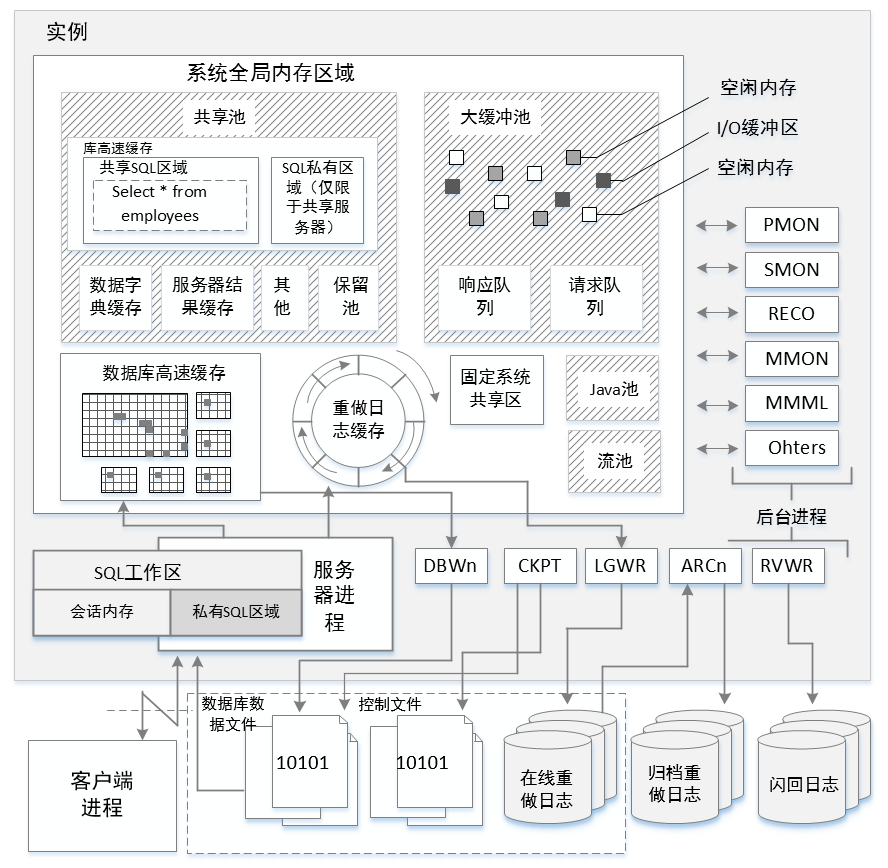 实例
系统全局内存区域
共享池
库高速缓存
共享SQL区域
Select * from
employees
SQL私有区
域（仅限
于共享服
务器）
数据字
典缓存
服务器结
果缓存
其
他
保留
池
大缓冲池
响应队
列
请求队
列
空闲内存
I/O缓冲区
空闲内存
PMON
SMON
RECO
MMON
MMML
Ohters
后台进程
数据库高速缓存
重做日
志缓存
固定系统
共享区
Java池
流池
SQL工作区
会话内存
私有SQL区域
服务
器进
程
DBWn
CKPT
LGWR
ARCn
RVWR
客户端
进程
数据库数
据文件
10101
控制文件
10101
在线重
做日志
归档重
做日志
闪回日志